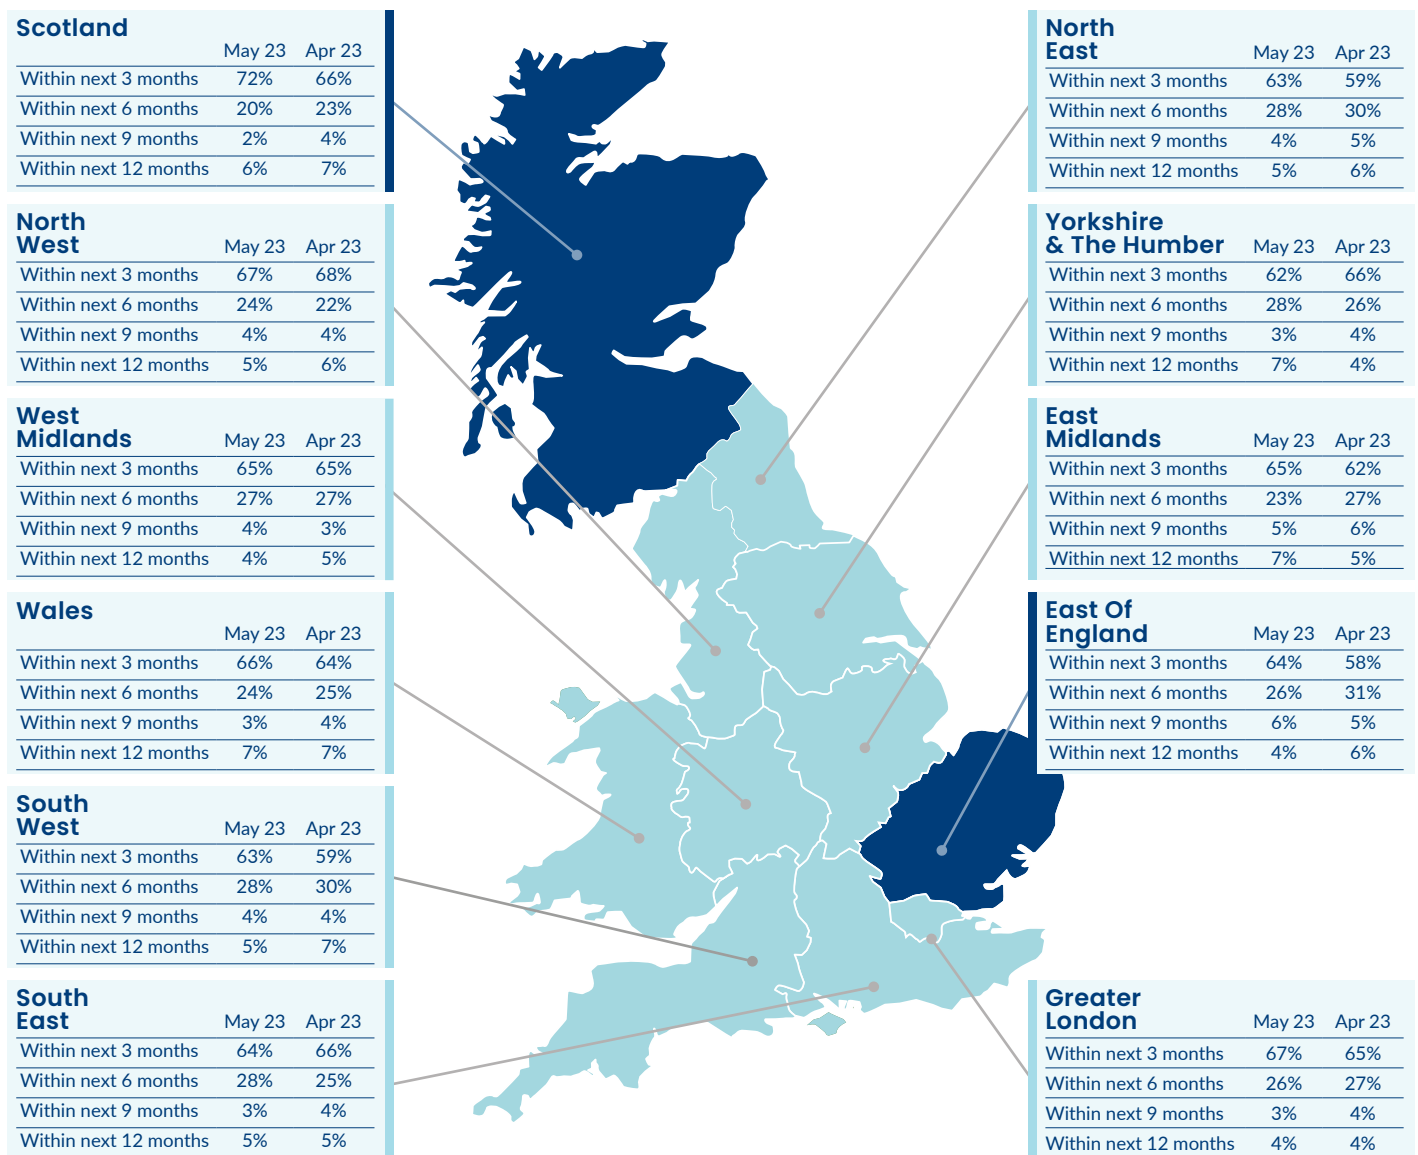 Scotland
May 23 Apr 23
Within next 3 months 72% 66%
Within next 6 months 20% 23%
Within next 9 months 2% 4%
Within next 12 months 6% 7%
North
West May 23 Apr 23
Within next 3 months 67% 68%
Within next 6 months 24% 22%
Within next 9 months 4% 4%
Within next 12 months 5% 6%
West
Midlands May 23 Apr 23
Within next 3 months 65% 65%
Within next 6 months 27% 27%
Within next 9 months 4% 3%
Within next 12 months 4% 5%
Wales
May 23 Apr 23
Within next 3 months 66% 64%
Within next 6 months 24% 25%
Within next 9 months 3% 4%
Within next 12 months 7% 7%
South
West May 23 Apr 23
Within next 3 months 63% 59%
Within next 6 months 28% 30%
Within next 9 months 4% 4%
Within next 12 months 5% 7%
South
East May 23 Apr 23
Within next 3 months 64% 66%
Within next 6 months 28% 25%
Within next 9 months 3% 4%
Within next 12 months 5% 5%
North
East May 23 Apr 23
Within next 3 months 63% 59%
Within next 6 months 28% 30%
Within next 9 months 4% 5%
Within next 12 months 5% 6%
Yorkshire
& The Humber May 23 Apr 23
Within next 3 months 62% 66%
Within next 6 months 28% 26%
Within next 9 months 3% 4%
Within next 12 months 7% 4%
East
Midlands May 23 Apr 23
Within next 3 months 65% 62%
Within next 6 months 23% 27%
Within next 9 months 5% 6%
Within next 12 months 7% 5%
East Of
England May 23 Apr 23
Within next 3 months 64% 58%
Within next 6 months 26% 31%
Within next 9 months 6% 5%
Within next 12 months 4% 6%
Greater
London May 23 Apr 23
Within next 3 months 67% 65%
Within next 6 months 26% 27%
Within next 9 months 3% 4%
Within next 12 months 4% 4%